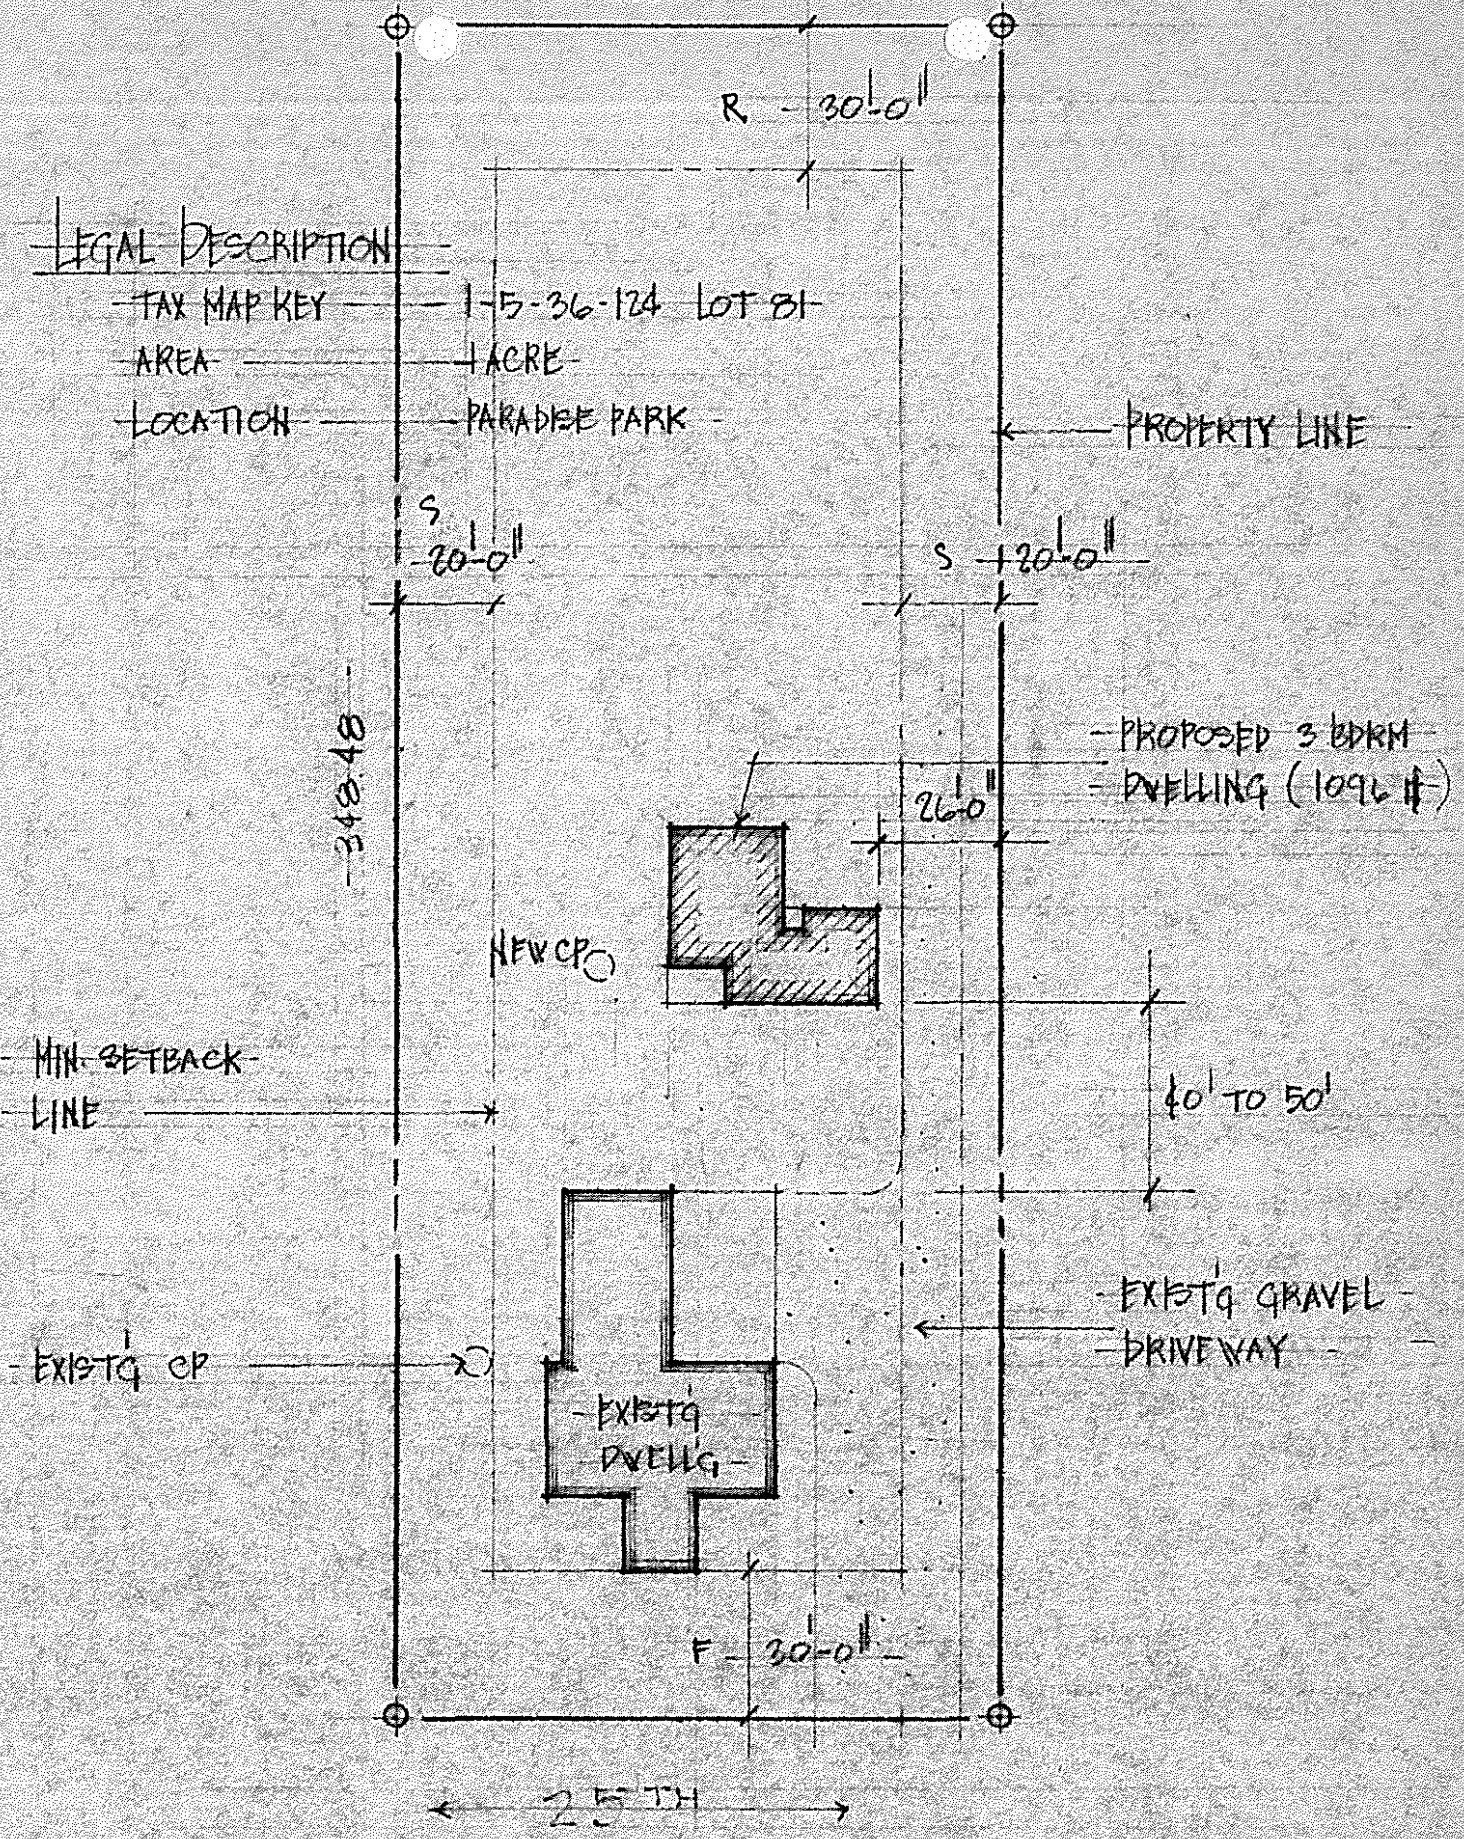 R - 30'-0"
LEGAL DESCRIPTION
TAX MAP KEY 1-5-36-124 LOT 81
AREA 1 ACRE
LOCATION PARADISE PARK
PROPERTY LINE
S
20'-0"
S 20'-0"
348.48
PROPOSED 3 BDRM
DWELLING (1096 #)
26'-0"
NEW CP
MIN. SETBACK
LINE
40' TO 50'
EXIST'G GRAVEL
DRIVEWAY
EXIST'G CP
EXIST'G
DWELL'G
F - 30'-0"
25TH